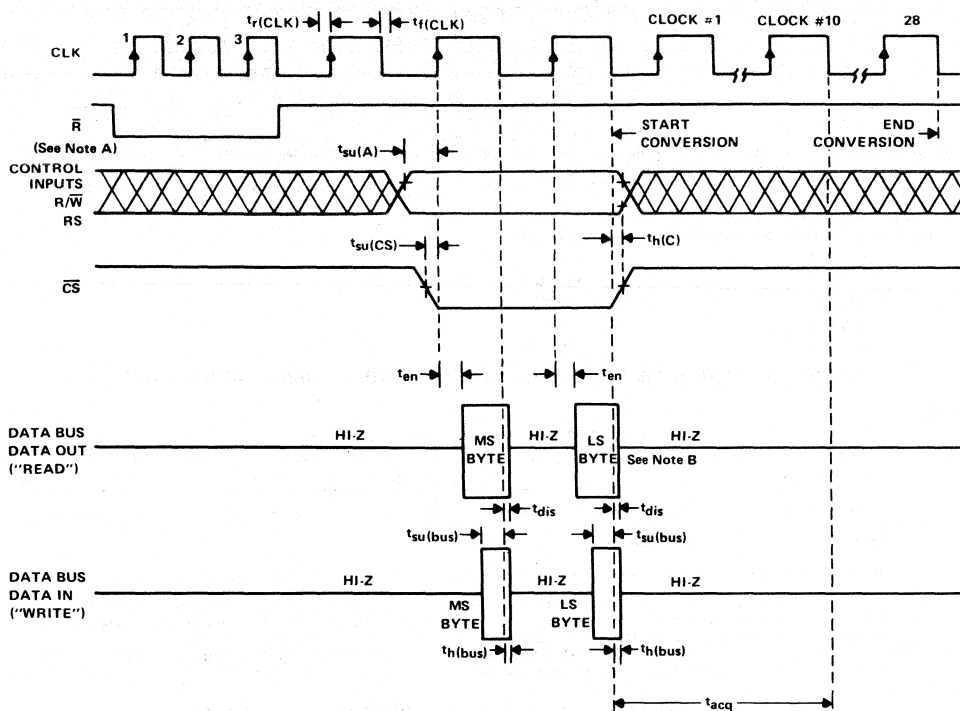 tr(CLK) tf(CLK) CLOCK #1 CLOCK #10 28
1 2 3
CLK
R
(See Note A)
START CONVERSION
END CONVERSION
tsu(A)
CONTROL
INPUTS
R/W
RS
th(C)
tsu(CS)
CS
ten ten
DATA BUS
DATA OUT
("READ")
HI-Z MS BYTE HI-Z LS BYTE HI-Z
See Note B
tdis tdis
tsu(bus) tsu(bus)
DATA BUS
DATA IN
("WRITE")
HI-Z HI-Z HI-Z
MS BYTE LS BYTE
th(bus) th(bus)
tacq